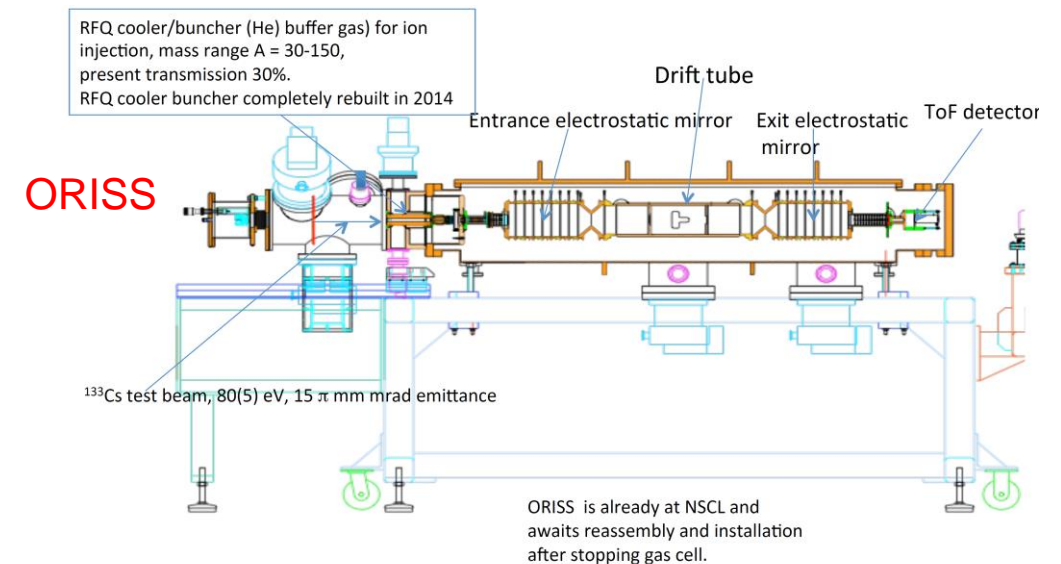 RFQ cooler/buncher (He) buffer gas) for ion
injection, mass range A = 30-150,
present transmission 30%.
RFQ cooler buncher completely rebuilt in 2014
Drift tube
Entrance electrostatic mirror
Exit electrostatic
mirror
ToF detector
ORISS
¹³³Cs test beam, 80(5) eV, 15 π mm mrad emittance
ORISS is already at NSCL and
awaits reassembly and installation
after stopping gas cell.